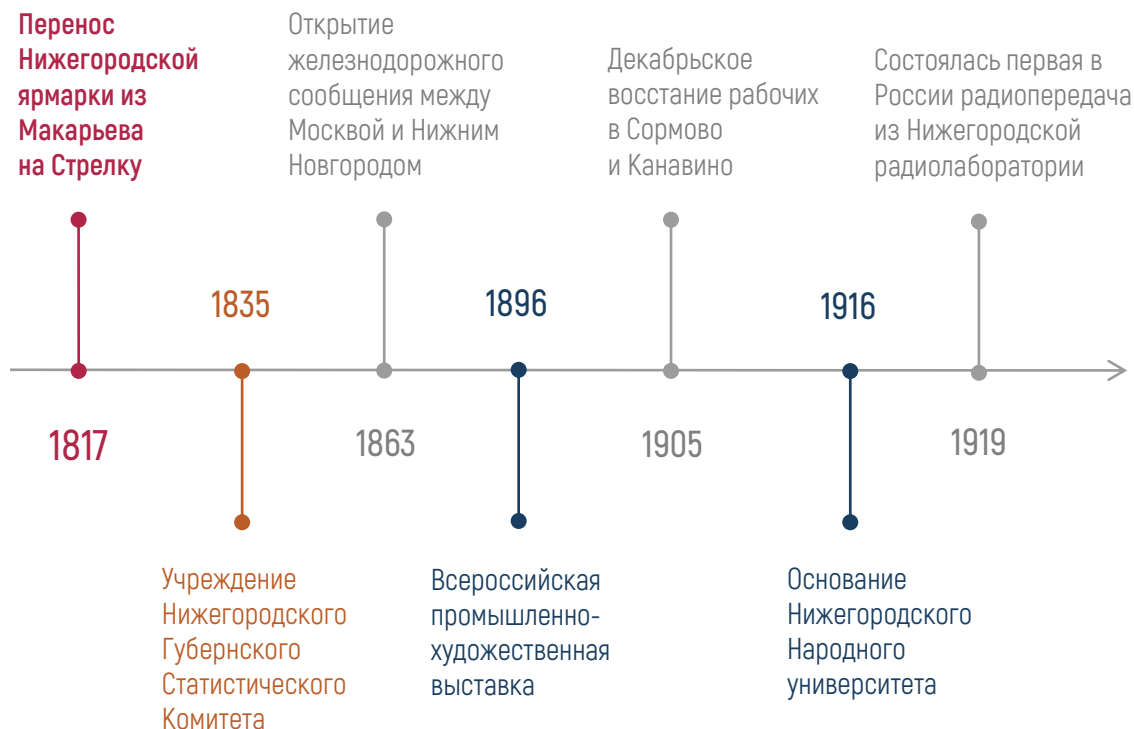 Перенос
Нижегородской
ярмарки из
Макарьева
на Стрелку
Открытие
железнодорожного
сообщения между
Москвой и Нижним
Новгородом
Декабрьское
восстание рабочих
в Сормово
и Канавино
Состоялась первая в
России радиопередача
из Нижегородской
радиолаборатории
1835
1896
1916
1817
1863
1905
1919
Учреждение
Нижегородского
Губернского
Статистического
Комитета
Всероссийская
промышленно-
художественная
выставка
Основание
Нижегородского
Народного
университета